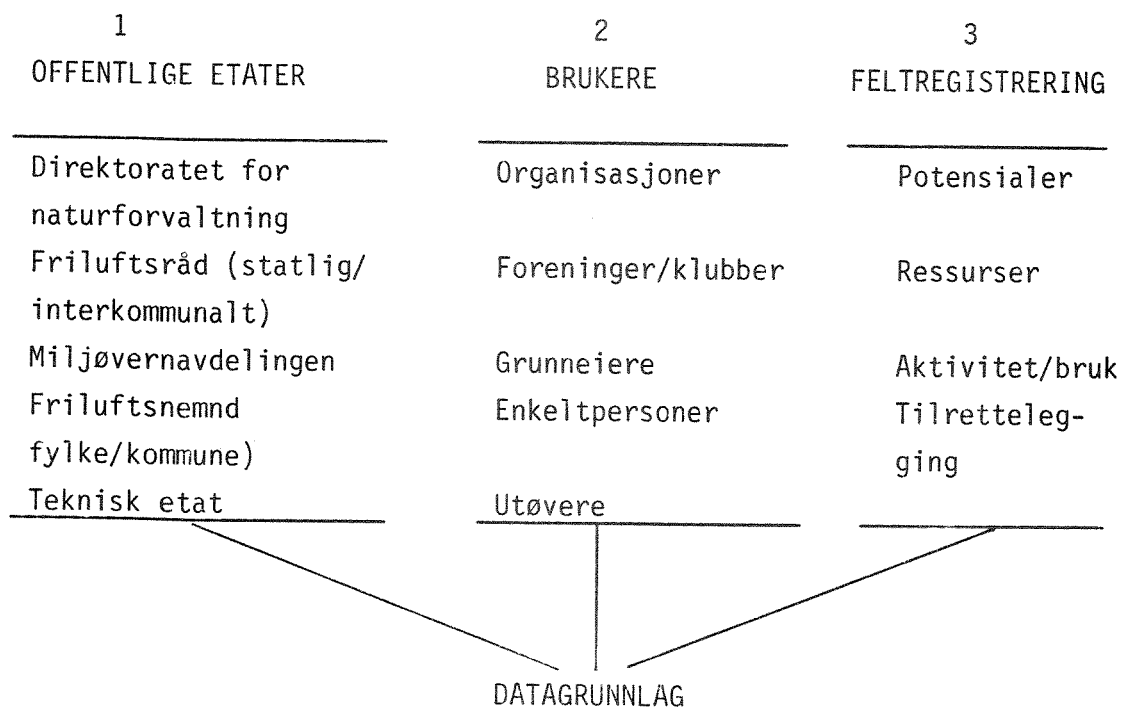 1
OFFENTLIGE ETATER
Direktoratet for
naturforvaltning
Friluftsråd (statlig/
interkommunalt)
Miljøvernavdelingen
Friluftsnemnd
fylke/kommune)
Teknisk etat
2
BRUKERE
Organisasjoner
Foreninger/klubber
Grunneiere
Enkeltpersoner
Utøvere
3
FELTREGISTRERING
Potensialer
Ressurser
Aktivitet/bruk
Tilretteleg-
ging
DATAGRUNNLAG